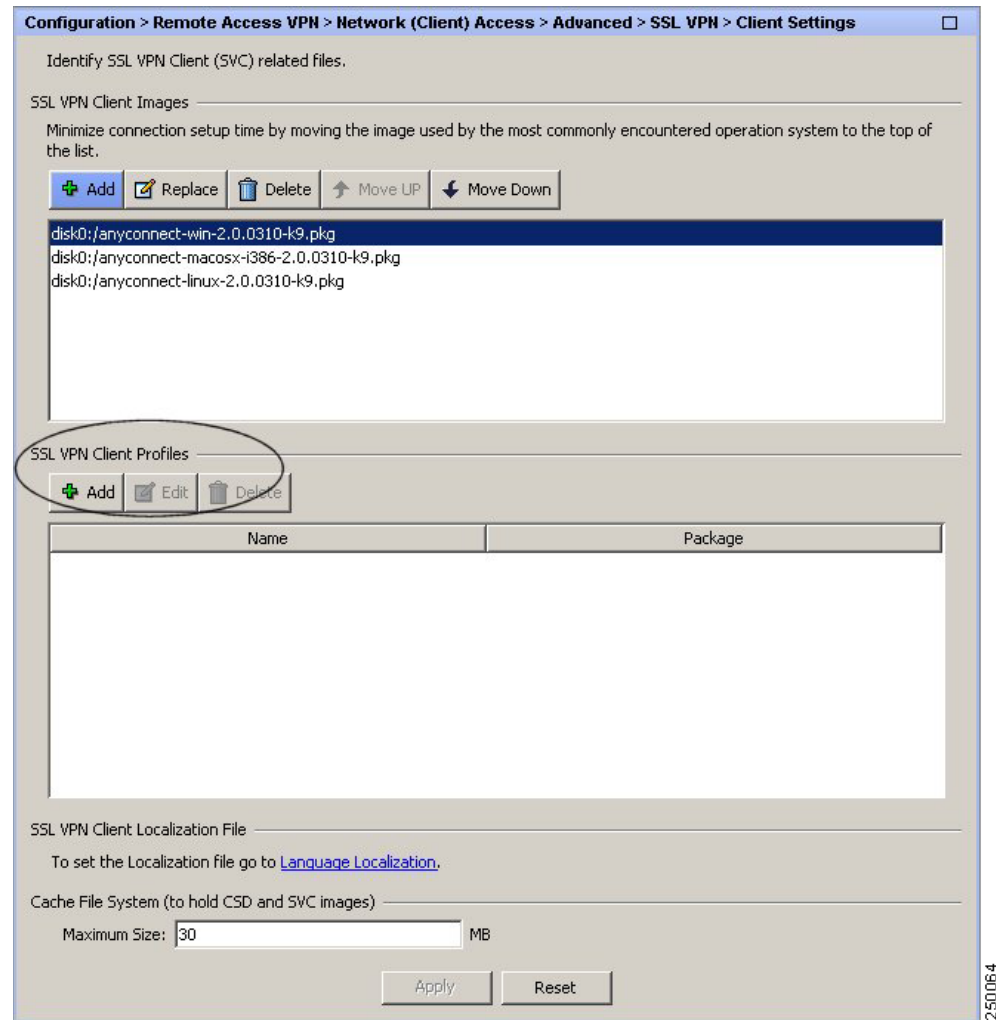 Configuration > Remote Access VPN > Network (Client) Access > Advanced > SSL VPN > Client Settings
Identify SSL VPN Client (SVC) related files.
SSL VPN Client Images
Minimize connection setup time by moving the image used by the most commonly encountered operation system to the top of
the list.
Add Replace Delete Move UP Move Down
disk0:/anyconnect-win-2.0.0310-k9.pkg
disk0:/anyconnect-macosx-i386-2.0.0310-k9.pkg
disk0:/anyconnect-linux-2.0.0310-k9.pkg
SSL VPN Client Profiles
Add Edit Delete
Name Package
SSL VPN Client Localization File
To set the Localization file go to Language Localization.
Cache File System (to hold CSD and SVC images)
Maximum Size: 30 MB
Apply Reset
250064